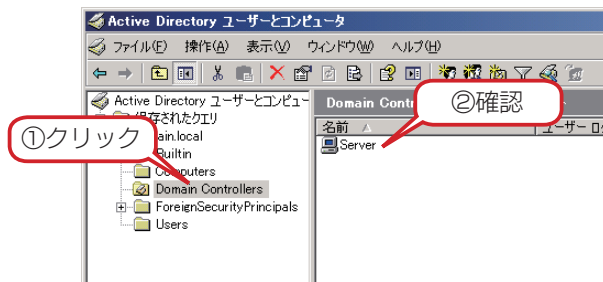 Active Directory ユーザーとコンピュータ
ファイル(F) 操作(A) 表示(V) ウィンドウ(W) ヘルプ(H)
Active Directory ユーザーとコンピュー
保存されたクエリ
ain.local
Builtin
Computers
Domain Controllers
ForeignSecurityPrincipals
Users
Domain Contr
名前
ユーザー ロ
Server
①クリック
②確認